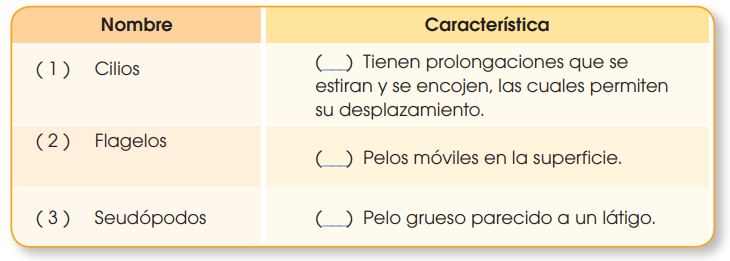 Nombre Característica
( 1 ) Cilios
(___) Tienen prolongaciones que se
estiran y se encojen, las cuales permiten
su desplazamiento.
( 2 ) Flagelos
(___) Pelos móviles en la superficie.
( 3 ) Seudópodos (___) Pelo grueso parecido a un látigo.